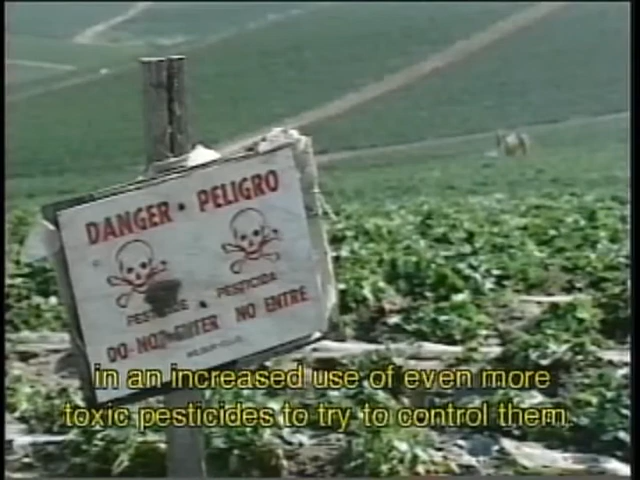 DANGER • PELIGRO
PESTICIDE • PESTICIDA
DO NOT ENTER NO ENTRE
in an increased use of even more
toxic pesticides to try to control them.